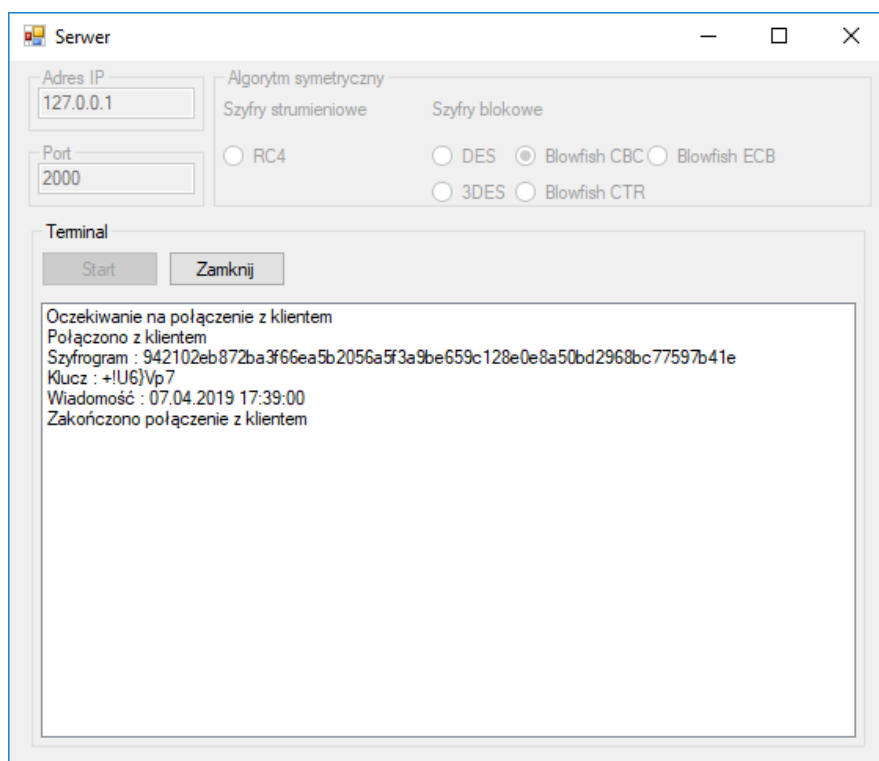 Serwer
Adres IP
127.0.0.1
Port
2000
Algorytm symetryczny
Szyfry strumieniowe Szyfry blokowe
RC4 DES Blowfish CBC Blowfish ECB
3DES Blowfish CTR
Terminal
Start Zamknij
Oczekiwanie na połączenie z klientem
Połączono z klientem
Szyfrogram : 942102eb872ba3f66ea5b2056a5f3a9be659c128e0e8a50bd2968bc77597b41e
Klucz : +!U6}Vp7
Wiadomość : 07.04.2019 17:39:00
Zakończono połączenie z klientem